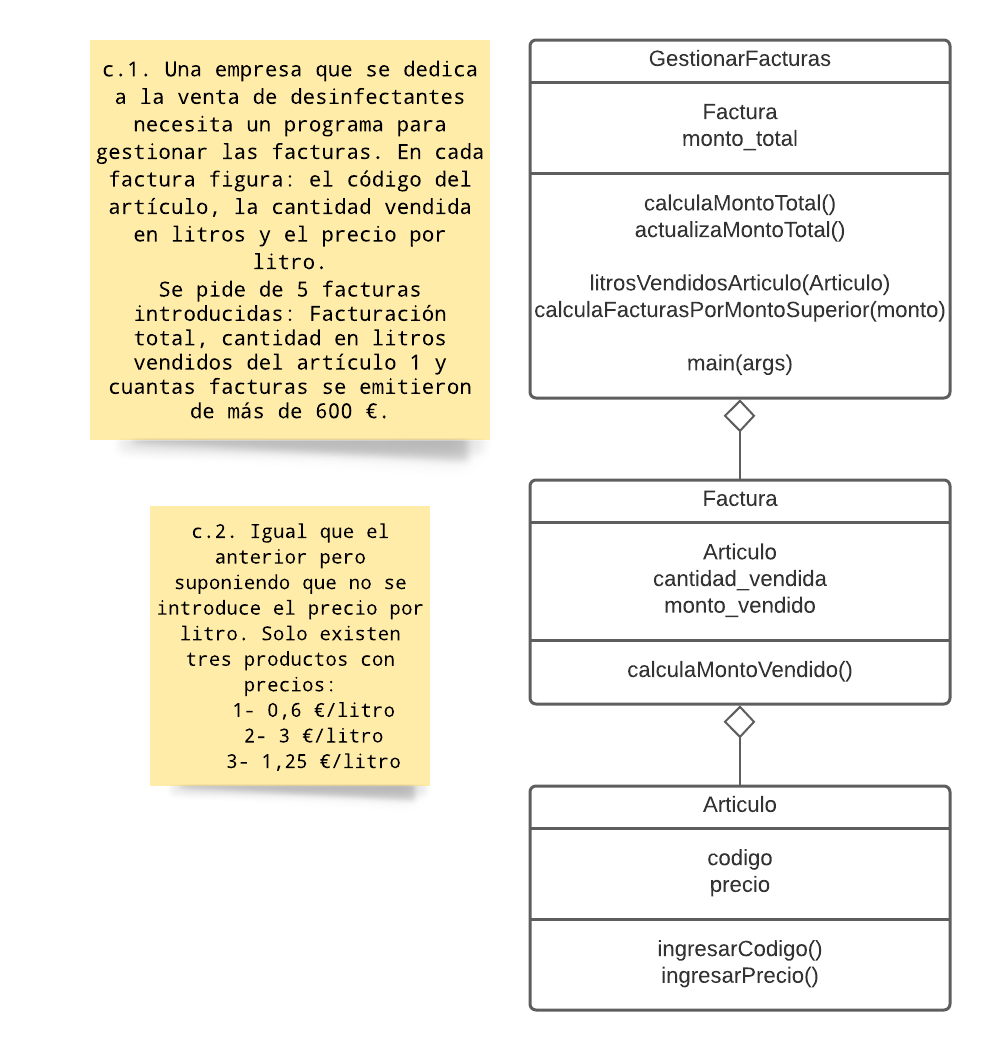 c.1. Una empresa que se dedica
a la venta de desinfectantes
necesita un programa para
gestionar las facturas. En cada
factura figura: el código del
artículo, la cantidad vendida
en litros y el precio por
litro.
Se pide de 5 facturas
introducidas: Facturación
total, cantidad en litros
vendidos del artículo 1 y
cuantas facturas se emitieron
de más de 600 €.
c.2. Igual que el
anterior pero
suponiendo que no se
introduce el precio por
litro. Solo existen
tres productos con
precios:
1- 0,6 €/litro
2- 3 €/litro
3- 1,25 €/litro
GestionarFacturas
Factura
monto_total
calculaMontoTotal()
actualizaMontoTotal()
litrosVendidosArticulo(Articulo)
calculaFacturasPorMontoSuperior(monto)
main(args)
Factura
Articulo
cantidad_vendida
monto_vendido
calculaMontoVendido()
Articulo
codigo
precio
ingresarCodigo()
ingresarPrecio()